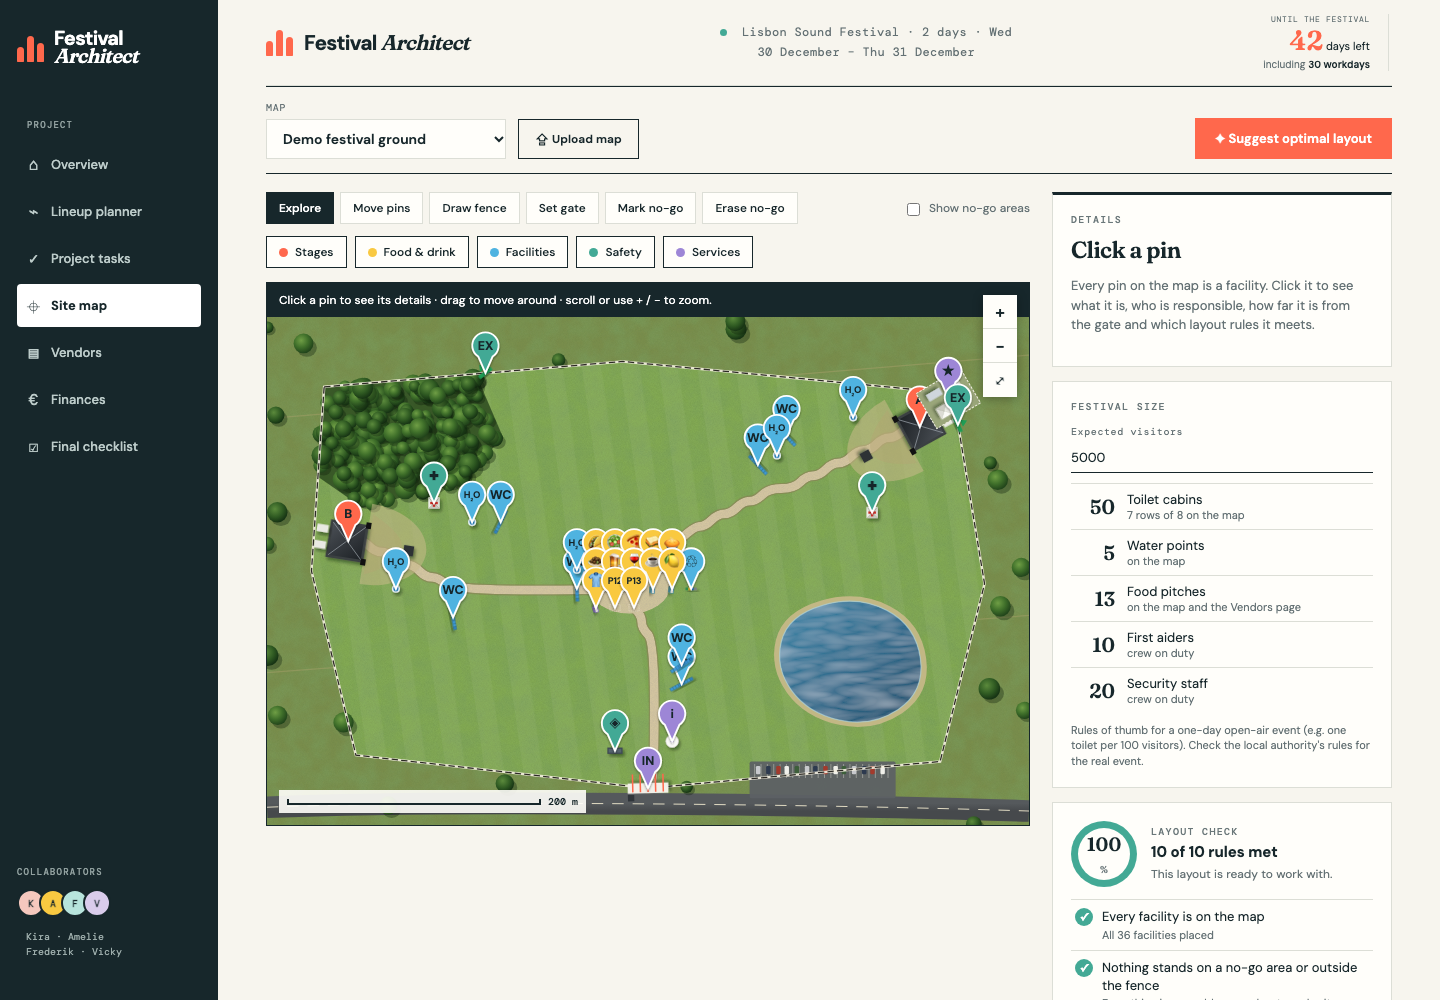 Festival
Architect
PROJECT
Overview
Lineup planner
Project tasks
Site map
Vendors
Finances
Final checklist
COLLABORATORS
K A F V
Kira · Amelie
Frederik · Vicky
Festival Architect
Lisbon Sound Festival · 2 days · Wed
30 December – Thu 31 December
UNTIL THE FESTIVAL
42 days left
including 30 workdays
MAP
Demo festival ground
Upload map
Suggest optimal layout
Explore
Move pins
Draw fence
Set gate
Mark no-go
Erase no-go
Show no-go areas
Stages
Food & drink
Facilities
Safety
Services
Click a pin to see its details · drag to move around · scroll or use + / − to zoom.
+
−
EX
H₂O
WC
EX
WC
H₂O
H₂O
WC
B
H₂O
WC
P12
P13
WC
i
IN
200 m
DETAILS
Click a pin
Every pin on the map is a facility. Click it to see
what it is, who is responsible, how far it is from
the gate and which layout rules it meets.
FESTIVAL SIZE
Expected visitors
5000
50 Toilet cabins
7 rows of 8 on the map
5 Water points
on the map
13 Food pitches
on the map and the Vendors page
10 First aiders
crew on duty
20 Security staff
crew on duty
Rules of thumb for a one-day open-air event (e.g. one
toilet per 100 visitors). Check the local authority's rules for
the real event.
100
%
LAYOUT CHECK
10 of 10 rules met
This layout is ready to work with.
Every facility is on the map
All 36 facilities placed
Nothing stands on a no-go area or outside
the fence